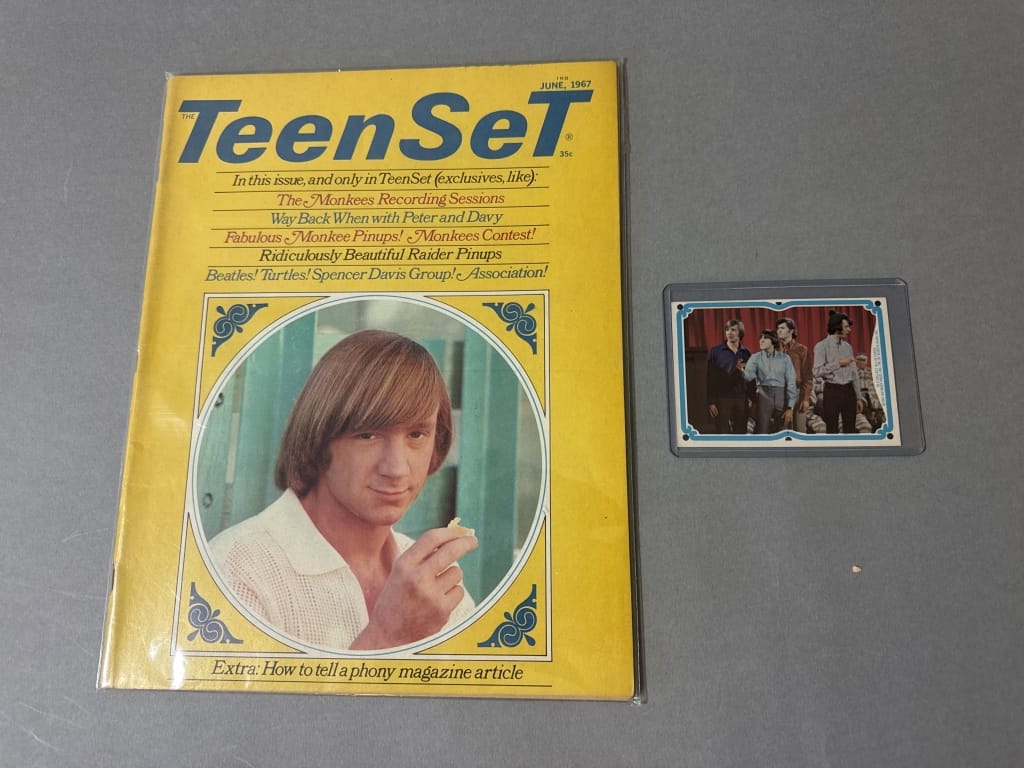 IND
JUNE, 1967
THE TeenSeT®
35c
In this issue, and only in TeenSet (exclusives, like):
The Monkees Recording Sessions
Way Back When with Peter and Davy
Fabulous Monkee Pinups! Monkees Contest!
Ridiculously Beautiful Raider Pinups
Beatles! Turtles! Spencer Davis Group! Association!
Extra: How to tell a phony magazine article